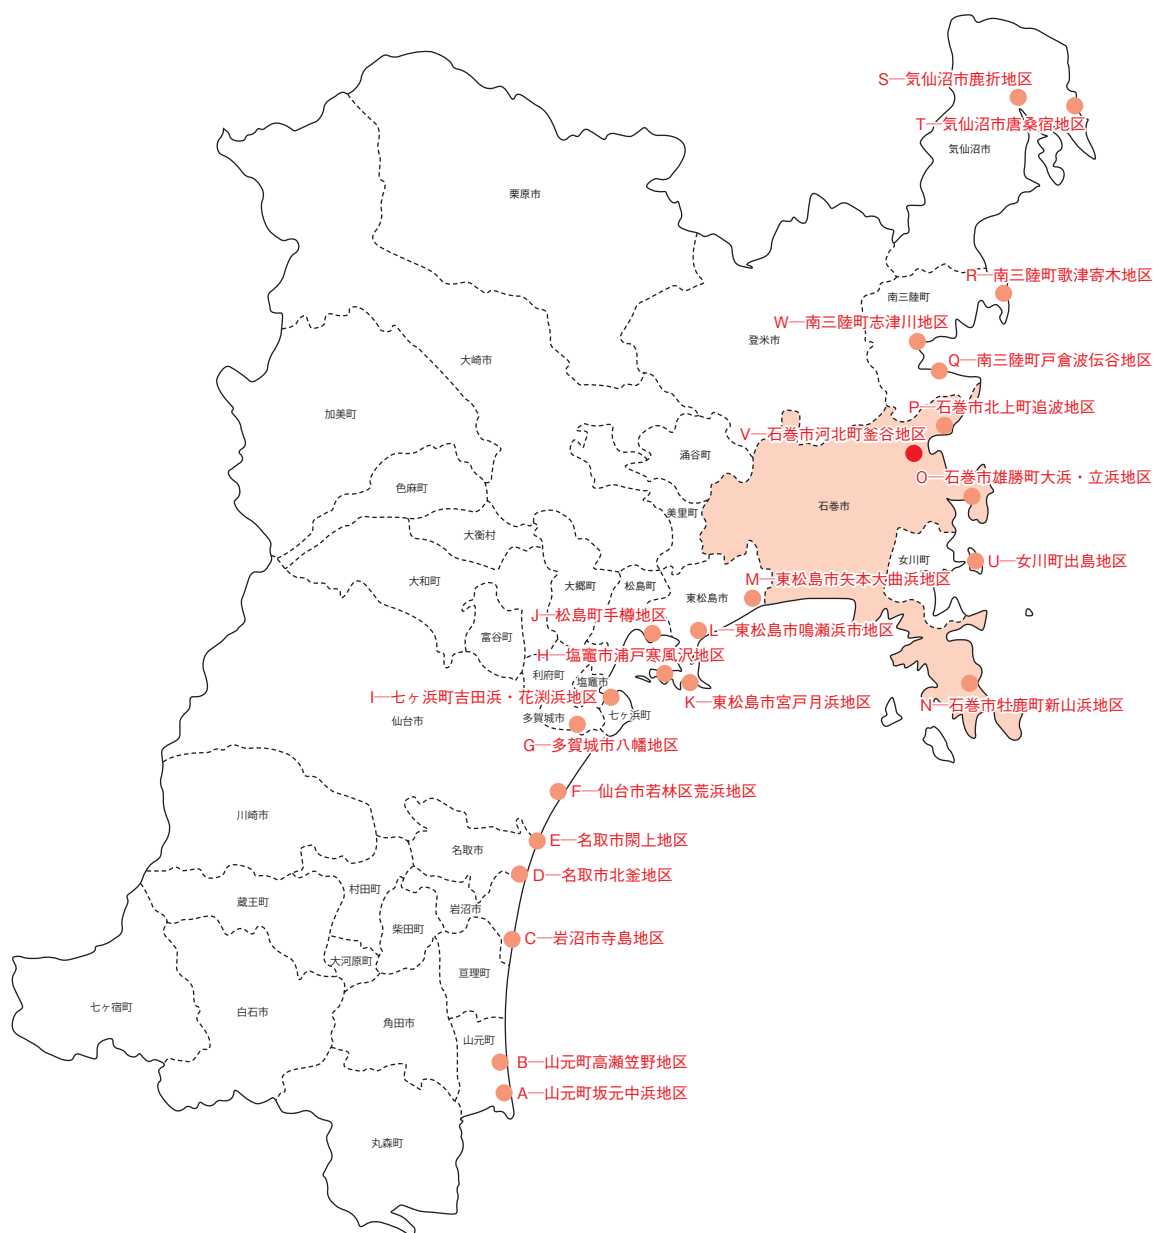 S―気仙沼市鹿折地区
T―気仙沼市唐桑宿地区
気仙沼市
栗原市
R―南三陸町歌津寄木地区
南三陸町
W―南三陸町志津川地区
登米市
大崎市
Q―南三陸町戸倉波伝谷地区
P―石巻市北上町追波地区
加美町
V―石巻市河北町釜谷地区
涌谷町
O―石巻市雄勝町大浜・立浜地区
色麻町
石巻市
美里町
大衡村
女川町
U―女川町出島地区
大和町
M―東松島市矢本大曲浜地区
大郷町
松島町
東松島市
J―松島町手樽地区
L―東松島市鳴瀬浜市地区
富谷町
H―塩竈市浦戸寒風沢地区
利府町
塩竈市
I―七ヶ浜町吉田浜・花渕浜地区
K―東松島市宮戸月浜地区
N―石巻市牡鹿町新山浜地区
仙台市
多賀城市
七ヶ浜町
G―多賀城市八幡地区
F―仙台市若林区荒浜地区
川崎市
E―名取市閖上地区
名取市
D―名取市北釜地区
村田町
蔵王町
岩沼市
柴田町
C―岩沼市寺島地区
大河原町
亘理町
七ヶ宿町
白石市
角田市
山元町
B―山元町高瀬笠野地区
A―山元町坂元中浜地区
丸森町